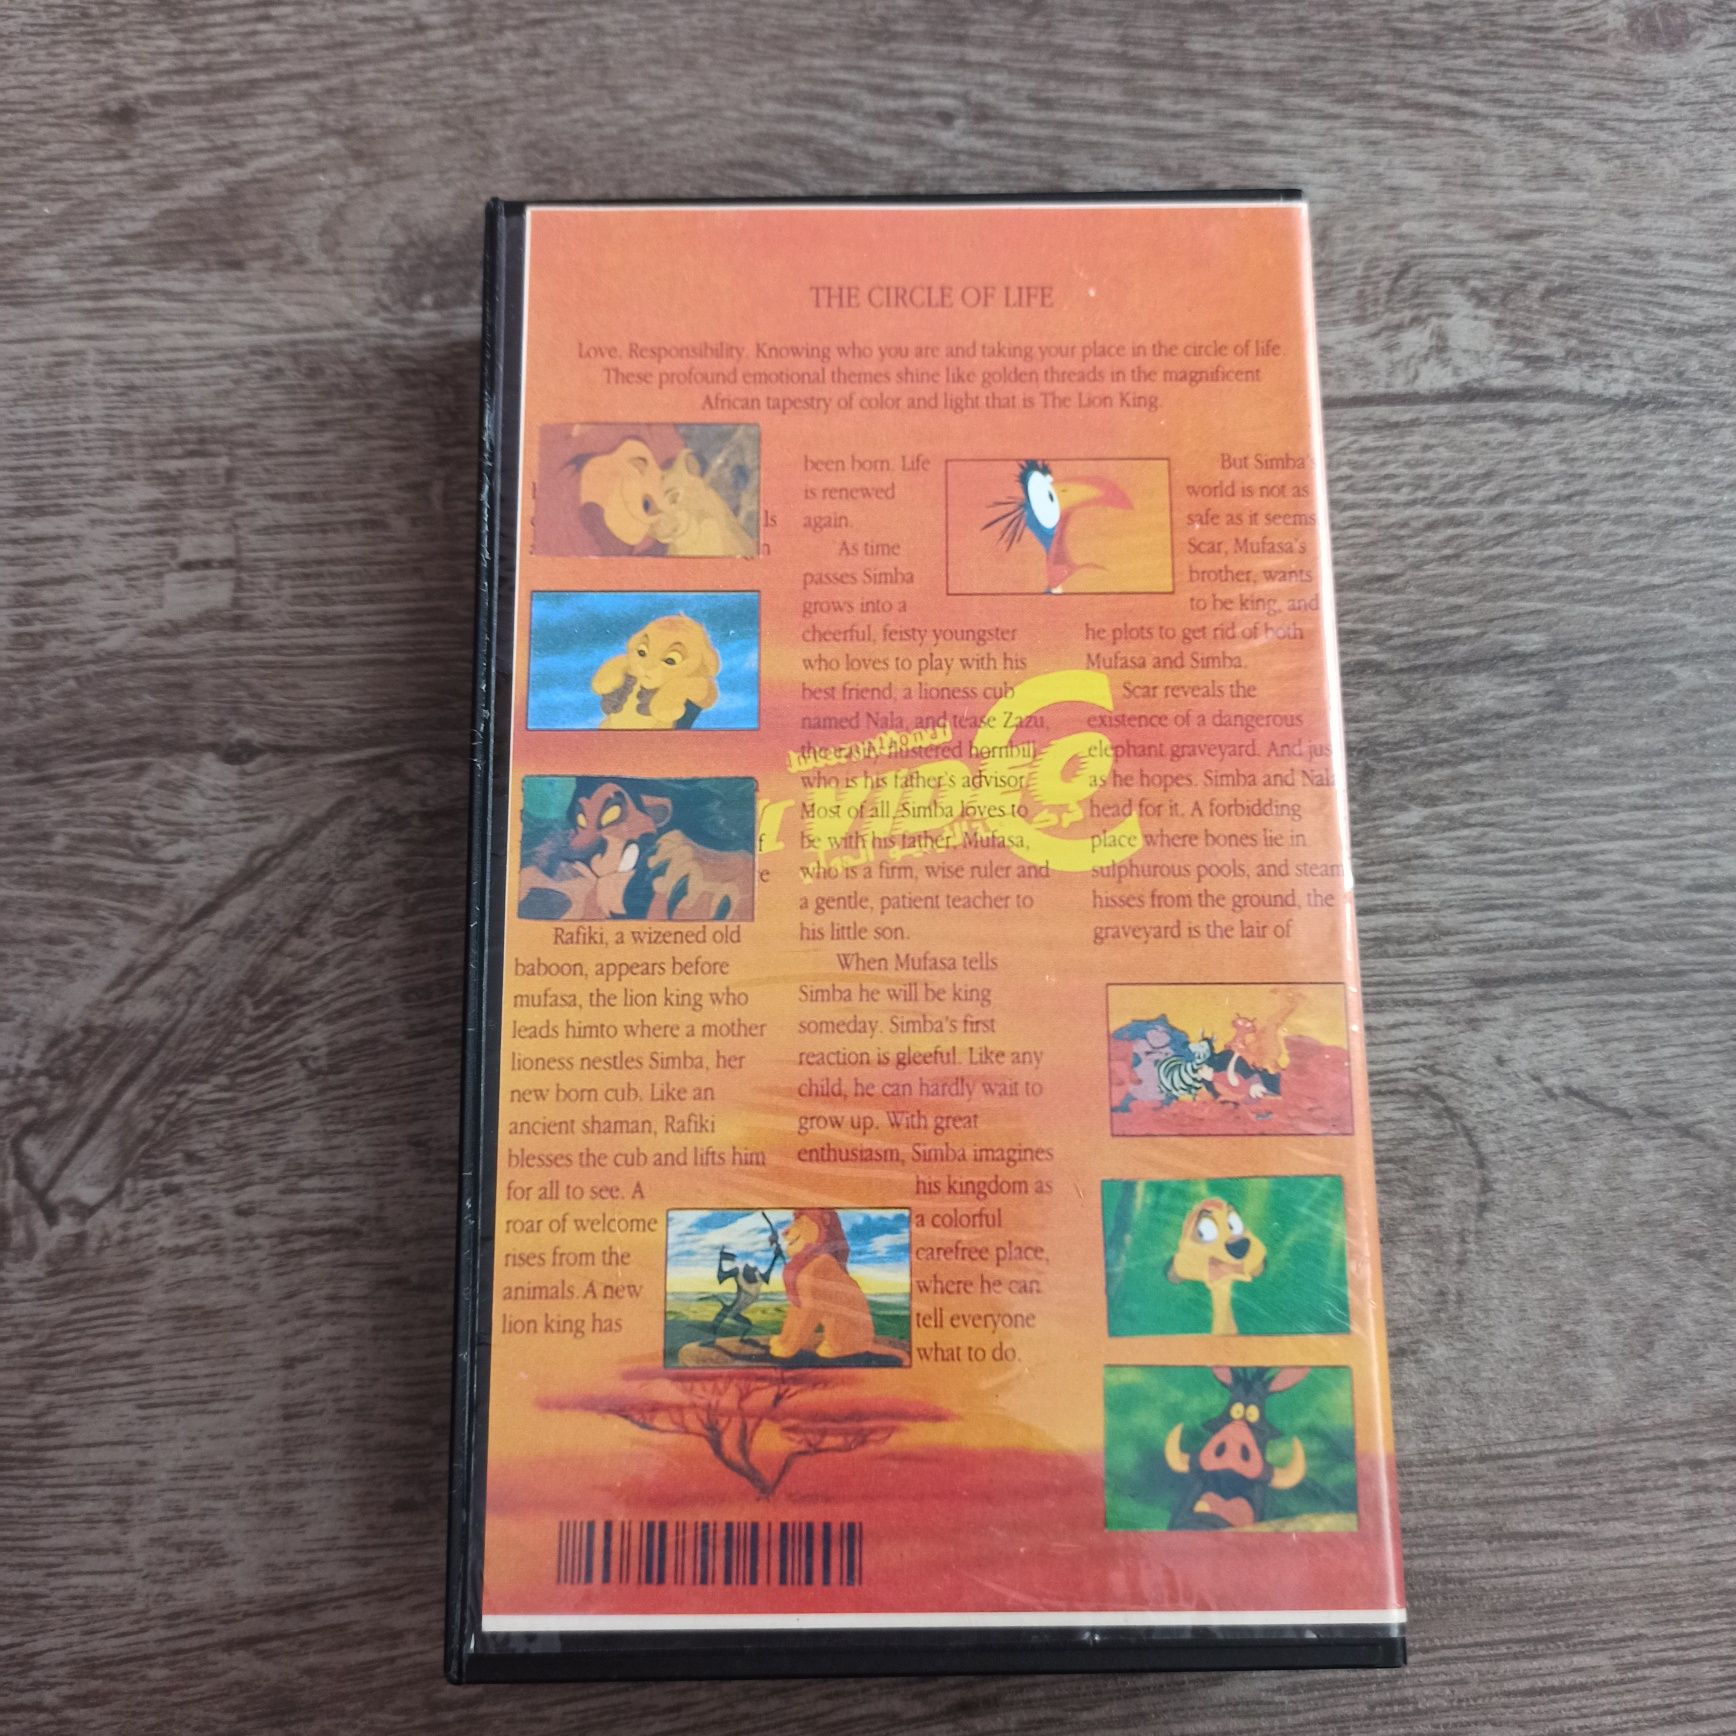 THE CIRCLE OF LIFE
Love. Responsibility. Knowing who you are and taking your place in the circle of life.
These profound emotional themes shine like golden threads in the magnificent
African tapestry of color and light that is The Lion King.
Rafiki, a wizened old
baboon, appears before
mufasa, the lion king who
leads himto where a mother
lioness nestles Simba, her
new born cub. Like an
ancient shaman, Rafiki
blesses the cub and lifts him
for all to see. A
roar of welcome
rises from the
animals. A new
lion king has
been born. Life
is renewed
again.
As time
passes Simba
grows into a
cheerful, feisty youngster
who loves to play with his
best friend, a lioness cub
named Nala, and tease Zazu,
the easily flustered hornbill
who is his father's advisor.
Most of all, Simba loves to
be with his father, Mufasa,
who is a firm, wise ruler and
a gentle, patient teacher to
his little son.
When Mufasa tells
Simba he will be king
someday. Simba's first
reaction is gleeful. Like any
child, he can hardly wait to
grow up. With great
enthusiasm, Simba imagines
his kingdom as
a colorful
carefree place,
where he can
tell everyone
what to do.
But Simba's
world is not as
safe as it seems
Scar, Mufasa's
brother, wants
to be king, and
he plots to get rid of both
Mufasa and Simba.
Scar reveals the
existence of a dangerous
elephant graveyard. And jus
as he hopes. Simba and Nala
head for it. A forbidding
place where bones lie in
sulphurous pools, and steam
hisses from the ground, the
graveyard is the lair of
International